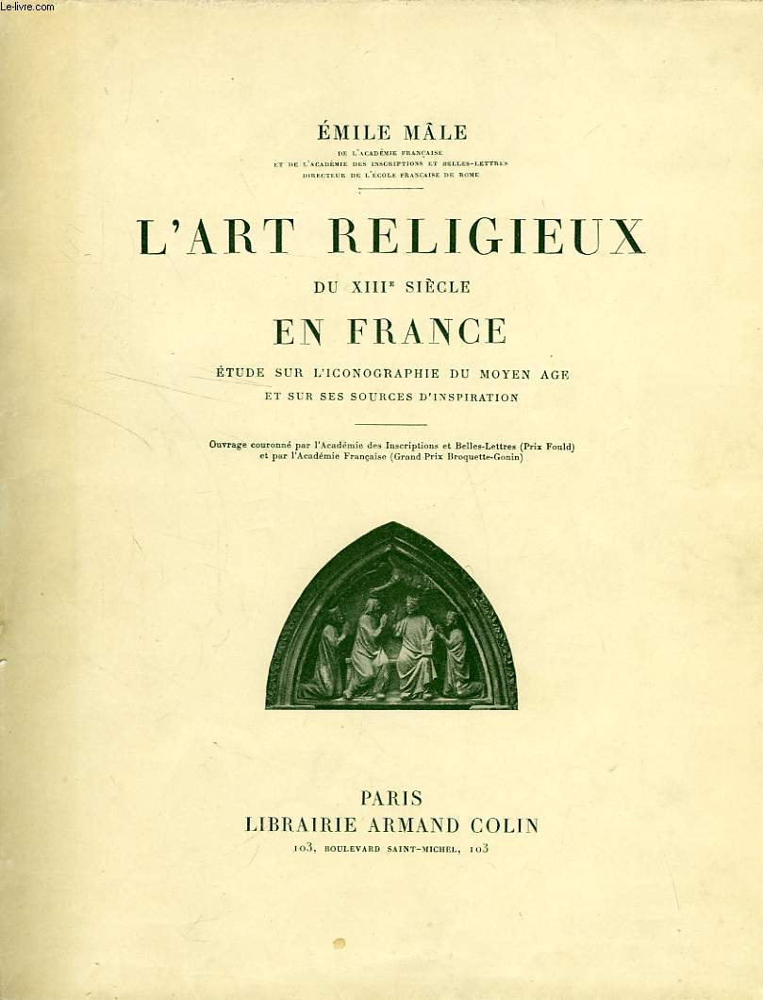 Le-livre.com
ÉMILE MÂLE
DE L'ACADÉMIE FRANÇAISE
ET DE L'ACADÉMIE DES INSCRIPTIONS ET BELLES-LETTRES
DIRECTEUR DE L'ÉCOLE FRANÇAISE DE ROME
L'ART RELIGIEUX
DU XIIIᴱ SIÈCLE
EN FRANCE
ÉTUDE SUR L'ICONOGRAPHIE DU MOYEN AGE
ET SUR SES SOURCES D'INSPIRATION
Ouvrage couronné par l'Académie des Inscriptions et Belles-Lettres (Prix Fould)
et par l'Académie Française (Grand Prix Broquette-Gonin)
PARIS
LIBRAIRIE ARMAND COLIN
103, BOULEVARD SAINT-MICHEL, 103